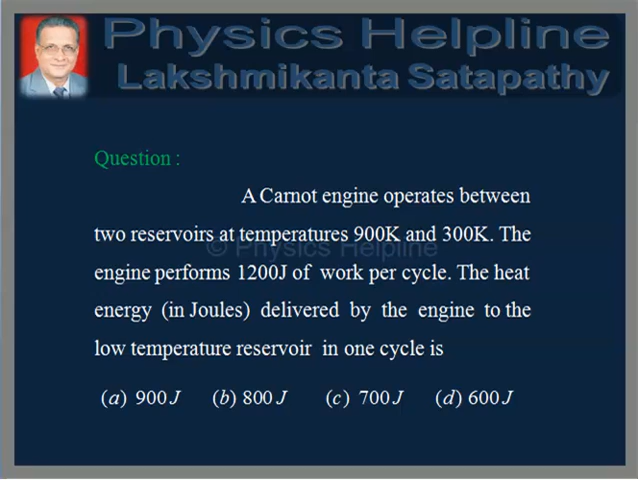 Physics Helpline
Lakshmikanta Satapathy
Question :
A Carnot engine operates between
two reservoirs at temperatures 900K and 300K. The
© Physics Helpline
engine performs 1200J of work per cycle. The heat
energy (in Joules) delivered by the engine to the
low temperature reservoir in one cycle is
(a) 900 J (b) 800 J (c) 700 J (d) 600 J